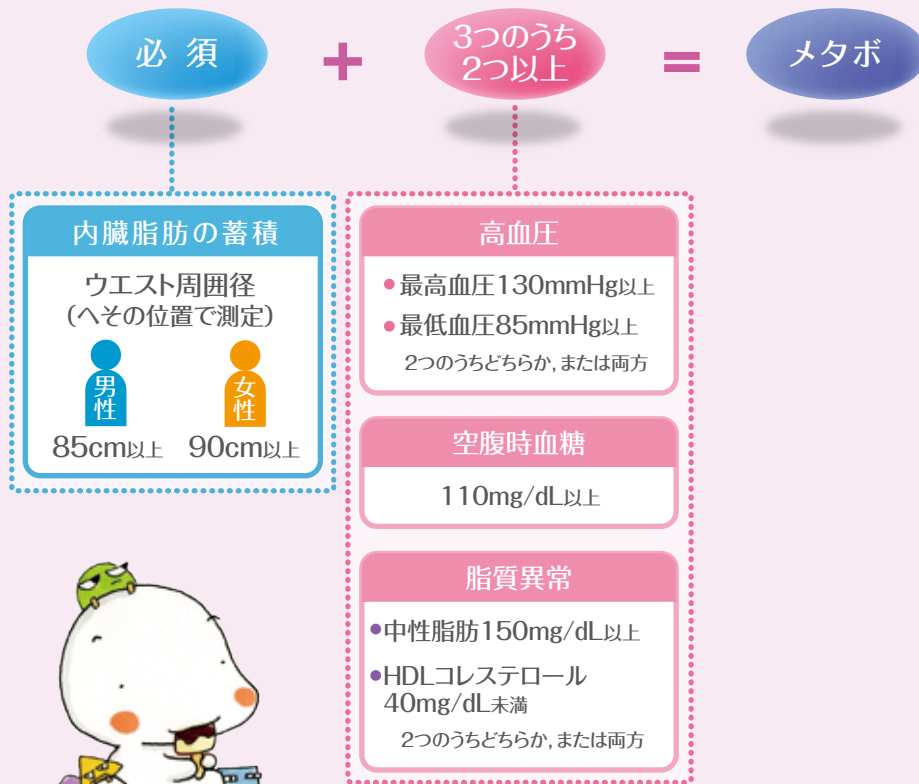 必須
+
3つのうち
2つ以上
=
メタボ
内臓脂肪の蓄積
ウエスト周囲径
(へその位置で測定)
男性
女性
85cm以上
90cm以上
高血圧
●最高血圧130mmHg以上
●最低血圧85mmHg以上
2つのうちどちらか,または両方
空腹時血糖
110mg/dL以上
脂質異常
●中性脂肪150mg/dL以上
●HDLコレステロール
40mg/dL未満
2つのうちどちらか,または両方